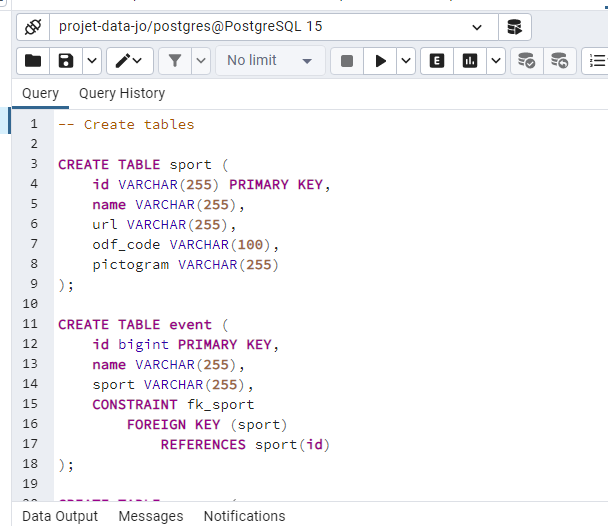 projet-data-jo/postgres@PostgreSQL 15
No limit
E
Query Query History
1 -- Create tables
2
3 CREATE TABLE sport (
4 id VARCHAR(255) PRIMARY KEY,
5 name VARCHAR(255),
6 url VARCHAR(255),
7 odf_code VARCHAR(100),
8 pictogram VARCHAR(255)
9 );
10
11 CREATE TABLE event (
12 id bigint PRIMARY KEY,
13 name VARCHAR(255),
14 sport VARCHAR(255),
15 CONSTRAINT fk_sport
16 FOREIGN KEY (sport)
17 REFERENCES sport(id)
18 );
19
Data Output Messages Notifications